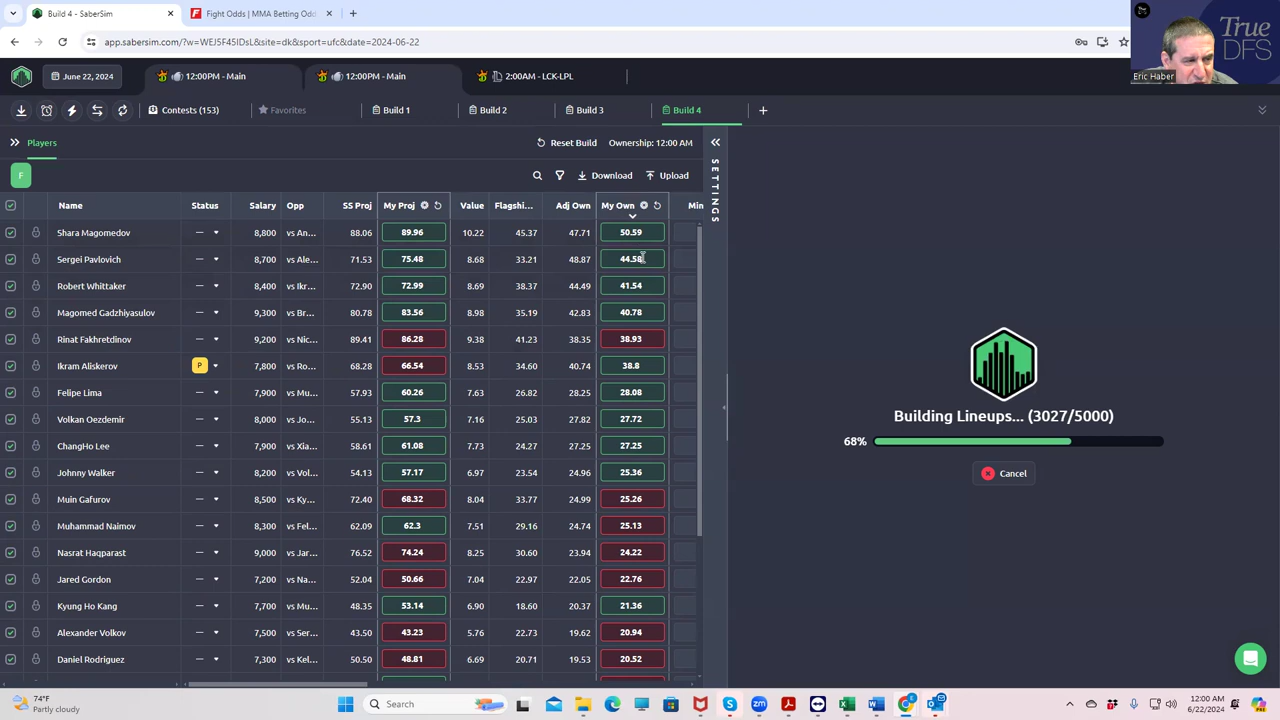 Build 4 - SaberSim
Fight Odds | MMA Betting Odd
app.sabersim.com/?w=WEJ5F45IDsL&site=dk&sport=ufc&date=2024-06-22
True DFS
Eric Haber
June 22, 2024
12:00PM - Main
12:00PM - Main
2:00AM - LCK-LPL
Contests (153)
Favorites
Build 1
Build 2
Build 3
Build 4
Players
Reset Build
Ownership: 12:00 AM
F
Download
Upload
SETTINGS
Name Status Salary Opp SS Proj My Proj Value Flagshi... Adj Own My Own Min
Shara Magomedov — 8,800 vs An... 88.06 89.96 10.22 45.37 47.71 50.59
Sergei Pavlovich — 8,700 vs Ale... 71.53 75.48 8.68 33.21 48.87 44.58
Robert Whittaker — 8,400 vs Ikr... 72.90 72.99 8.69 38.37 44.49 41.54
Magomed Gadzhiyasulov — 9,300 vs Br... 80.78 83.56 8.98 35.19 42.83 40.78
Rinat Fakhretdinov — 9,200 vs Ec... 89.41 86.28 9.38 41.23 38.35 38.93
Ikram Aliskerov P 7,800 vs Ro... 68.28 66.54 8.53 34.60 40.74 38.8
Felipe Lima — 7,900 vs Mu... 57.93 60.26 7.63 26.82 28.25 28.08
Volkan Oezdemir — 8,000 vs Jo... 55.13 57.3 7.16 25.03 27.82 27.72
ChangHo Lee — 7,900 vs Xia... 58.61 61.08 7.73 24.27 28.25 27.25
Johnny Walker — 8,200 vs Vol... 54.13 57.17 6.97 23.54 24.96 25.36
Muin Gafurov — 8,500 vs Ky... 72.40 68.32 8.04 33.77 24.99 25.26
Muhammad Naimov — 8,300 vs Fel... 62.09 62.3 7.51 29.16 24.74 25.13
Nasrat Haqparast — 9,000 vs Jar... 76.52 74.24 8.25 30.60 23.94 24.22
Jared Gordon — 7,200 vs Na... 52.04 50.66 7.04 22.97 22.05 22.76
Kyung Ho Kang — 7,700 vs Mu... 48.35 53.14 6.90 18.60 20.37 21.36
Alexander Volkov — 7,500 vs Ser... 43.50 43.23 5.76 22.73 19.62 20.94
Daniel Rodriguez — 7,300 vs Kel... 50.50 48.81 6.69 20.71 19.53 20.52
Building Lineups... (3027/5000)
68%
Cancel
74°F
Partly cloudy
Search
12:00 AM
6/22/2024